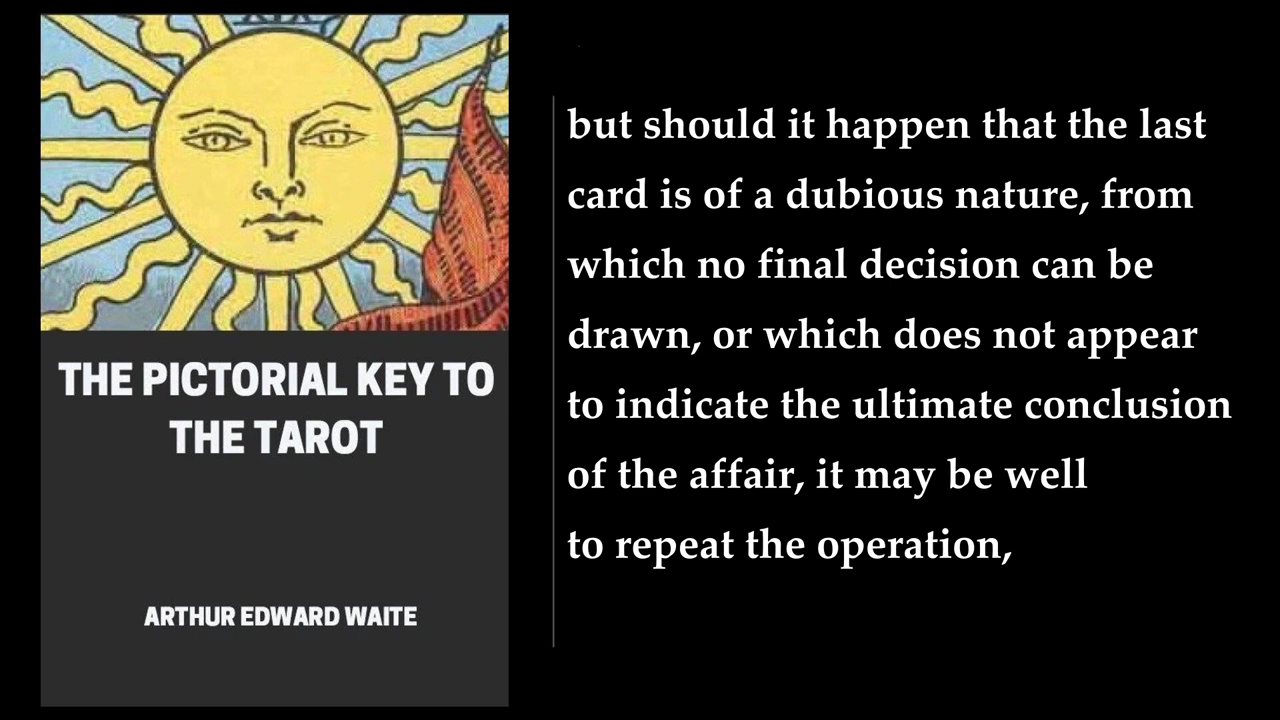 XIX
THE PICTORIAL KEY TO
THE TAROT
ARTHUR EDWARD WAITE
but should it happen that the last
card is of a dubious nature, from
which no final decision can be
drawn, or which does not appear
to indicate the ultimate conclusion
of the affair, it may be well
to repeat the operation,